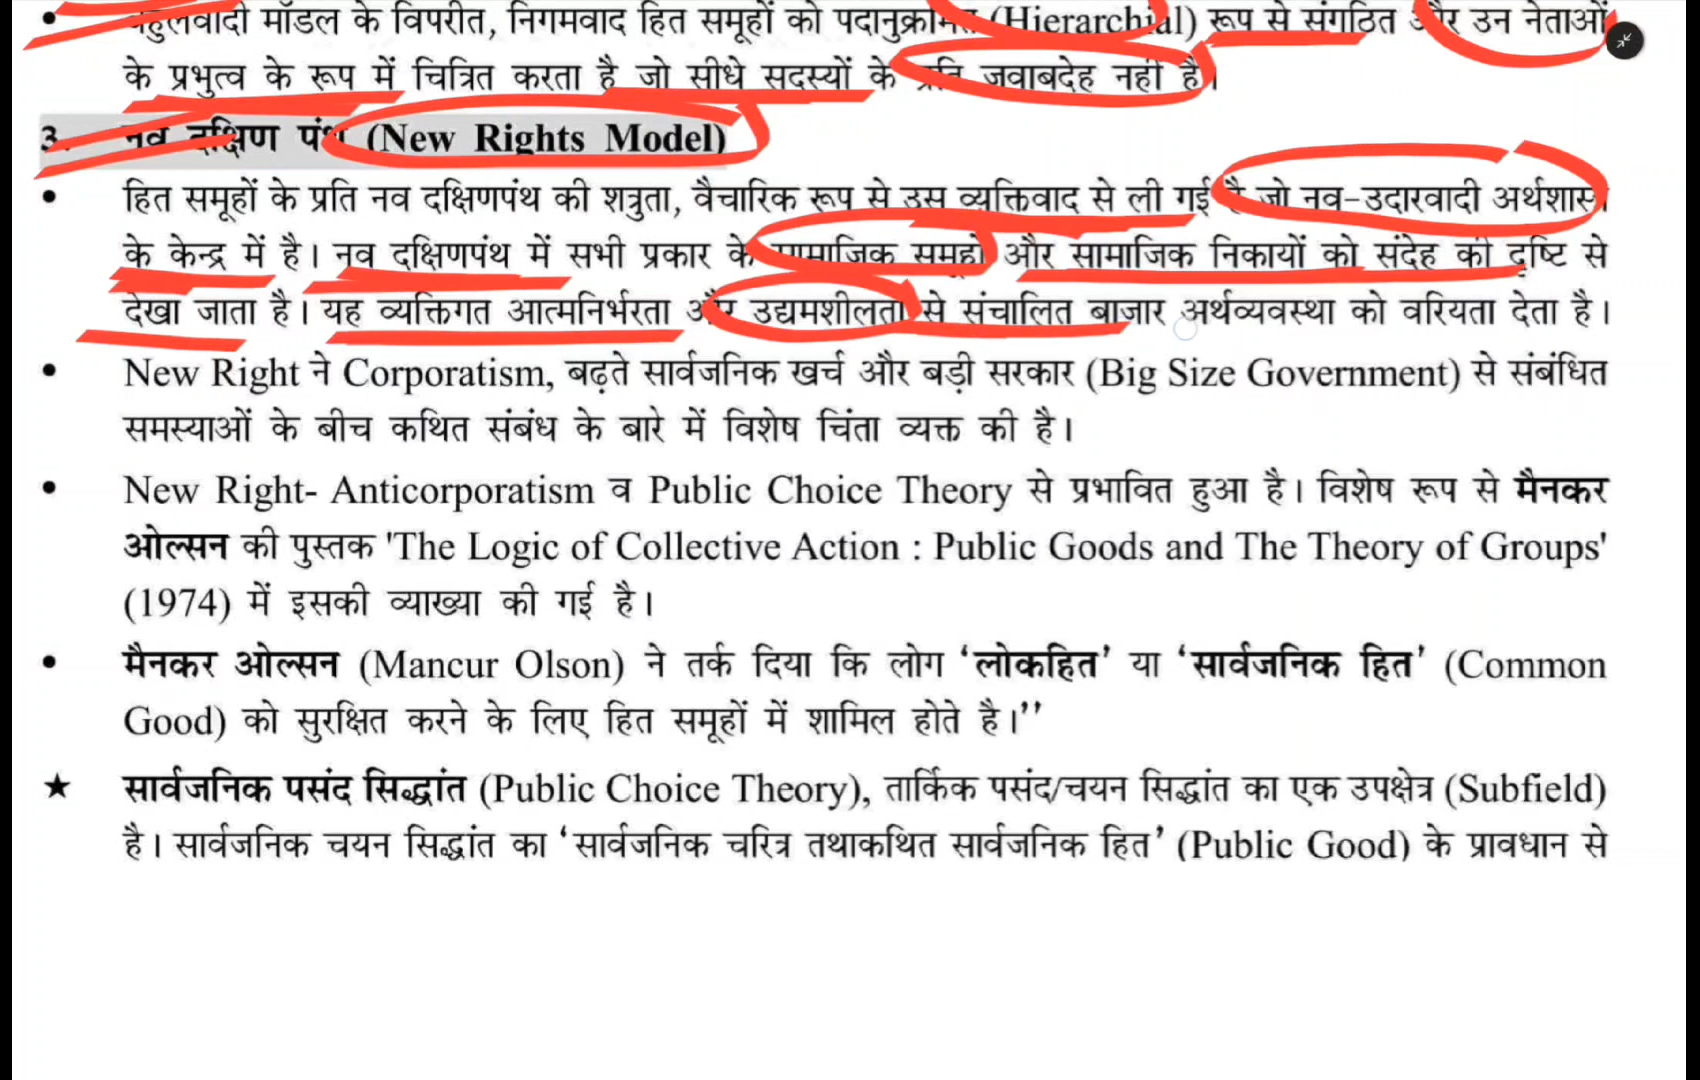 बहुलवादी मॉडल के विपरीत, निगमवाद हित समूहों को पदानुक्रमित (Hierarchial) रूप से संगठित और उन नेताओं
के प्रभुत्व के रूप में चित्रित करता है जो सीधे सदस्यों के प्रति जवाबदेह नहीं है।
3. नव दक्षिण पंथ (New Rights Model)
• हित समूहों के प्रति नव दक्षिणपंथ की शत्रुता, वैचारिक रूप से उस व्यक्तिवाद से ली गई है जो नव-उदारवादी अर्थशास्त्र
के केन्द्र में है। नव दक्षिणपंथ में सभी प्रकार के सामाजिक समूहों और सामाजिक निकायों को संदेह की दृष्टि से
देखा जाता है। यह व्यक्तिगत आत्मनिर्भरता और उद्यमशीलता से संचालित बाजार अर्थव्यवस्था को वरियता देता है।
• New Right ने Corporatism, बढ़ते सार्वजनिक खर्च और बड़ी सरकार (Big Size Government) से संबंधित
समस्याओं के बीच कथित संबंध के बारे में विशेष चिंता व्यक्त की है।
• New Right- Anticorporatism व Public Choice Theory से प्रभावित हुआ है। विशेष रूप से मैनकर
ओल्सन की पुस्तक 'The Logic of Collective Action : Public Goods and The Theory of Groups'
(1974) में इसकी व्याख्या की गई है।
• मैनकर ओल्सन (Mancur Olson) ने तर्क दिया कि लोग ‘लोकहित’ या ‘सार्वजनिक हित’ (Common
Good) को सुरक्षित करने के लिए हित समूहों में शामिल होते है।’’
★ सार्वजनिक पसंद सिद्धांत (Public Choice Theory), तार्किक पसंद/चयन सिद्धांत का एक उपक्षेत्र (Subfield)
है। सार्वजनिक चयन सिद्धांत का ‘सार्वजनिक चरित्र तथाकथित सार्वजनिक हित’ (Public Good) के प्रावधान से